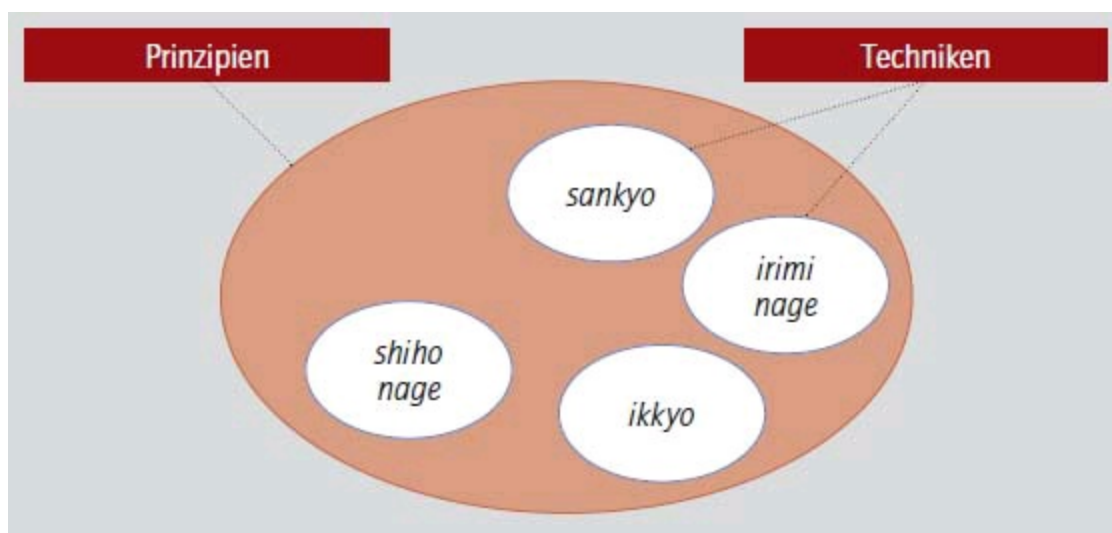 Prinzipien
Techniken
sankyo
irimi
nage
shiho
nage
ikkyo